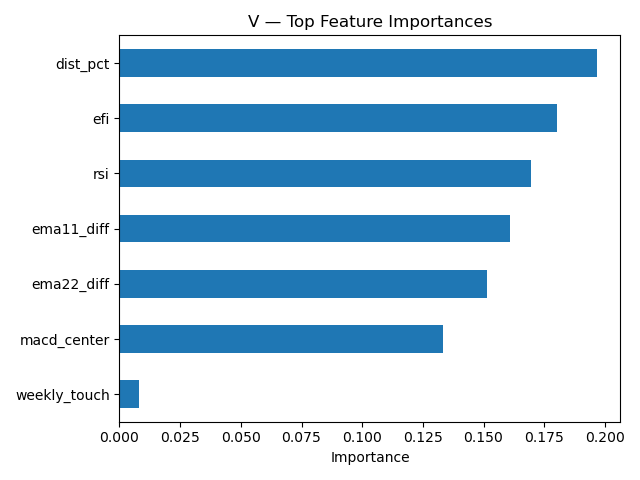 V — Top Feature Importances
dist_pct
efi
rsi
ema11_diff
ema22_diff
macd_center
weekly_touch
0.000 0.025 0.050 0.075 0.100 0.125 0.150 0.175 0.200
Importance